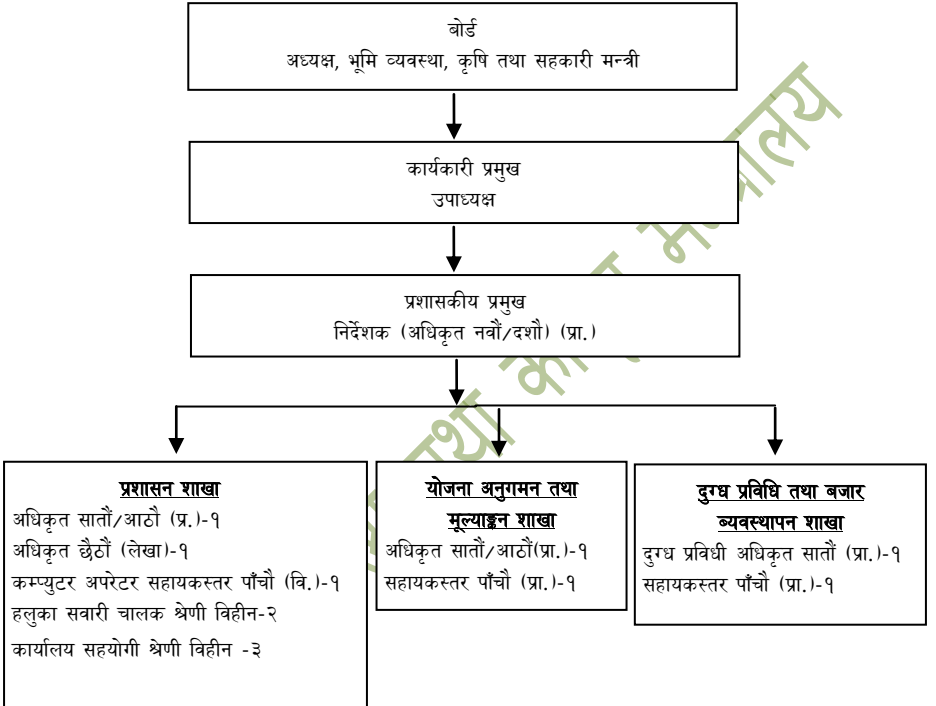 बोर्ड
अध्यक्ष, भूमि व्यवस्था, कृषि तथा सहकारी मन्त्री
कार्यकारी प्रमुख
उपाध्यक्ष
प्रशासकीय प्रमुख
निर्देशक (अधिकृत नवौं/दशौ) (प्रा.)
प्रशासन शाखा
अधिकृत सातौं/आठौ (प्र.)-१
अधिकृत छैठौं (लेखा)-१
कम्प्युटर अपरेटर सहायकस्तर पाँचौ (वि.)-१
हलुका सवारी चालक श्रेणी विहीन-२
कार्यालय सहयोगी श्रेणी विहीन -३
योजना अनुगमन तथा
मूल्याङ्कन शाखा
अधिकृत सातौं/आठौं(प्रा.)-१
सहायकस्तर पाँचौ (प्रा.)-१
दुग्ध प्रविधि तथा बजार
ब्यवस्थापन शाखा
दुग्ध प्रविधी अधिकृत सातौं (प्रा.)-१
सहायकस्तर पाँचौ (प्रा.)-१